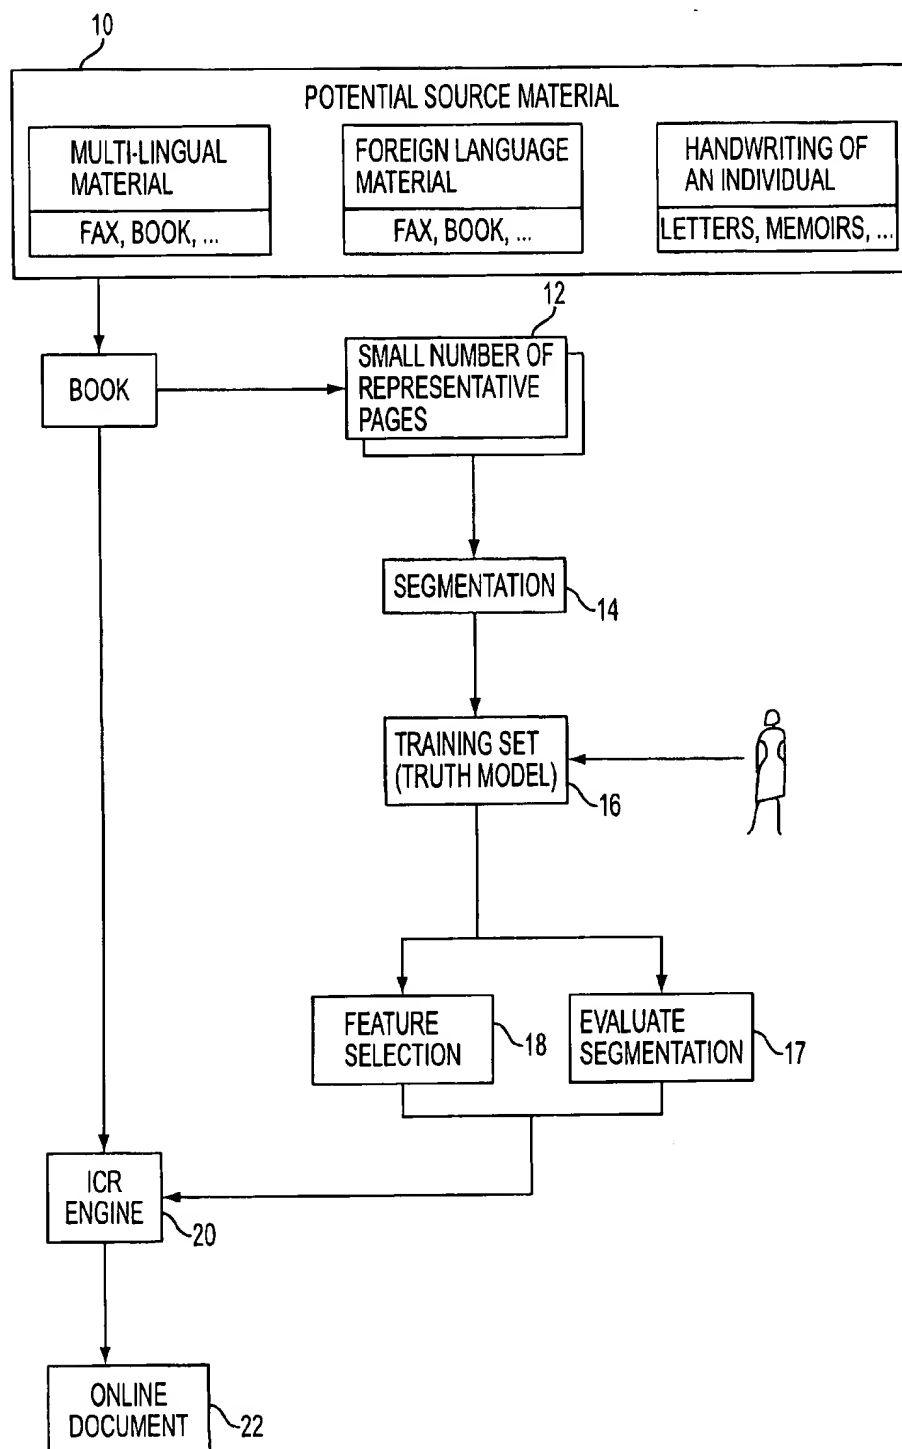 10
POTENTIAL SOURCE MATERIAL
MULTI-LINGUAL
MATERIAL
FAX, BOOK, ...
FOREIGN LANGUAGE
MATERIAL
FAX, BOOK, ...
HANDWRITING OF
AN INDIVIDUAL
LETTERS, MEMOIRS, ...
12
BOOK
SMALL NUMBER OF
REPRESENTATIVE
PAGES
SEGMENTATION
14
TRAINING SET
(TRUTH MODEL)
16
FEATURE
SELECTION
18
EVALUATE
SEGMENTATION
17
ICR
ENGINE
20
ONLINE
DOCUMENT
22